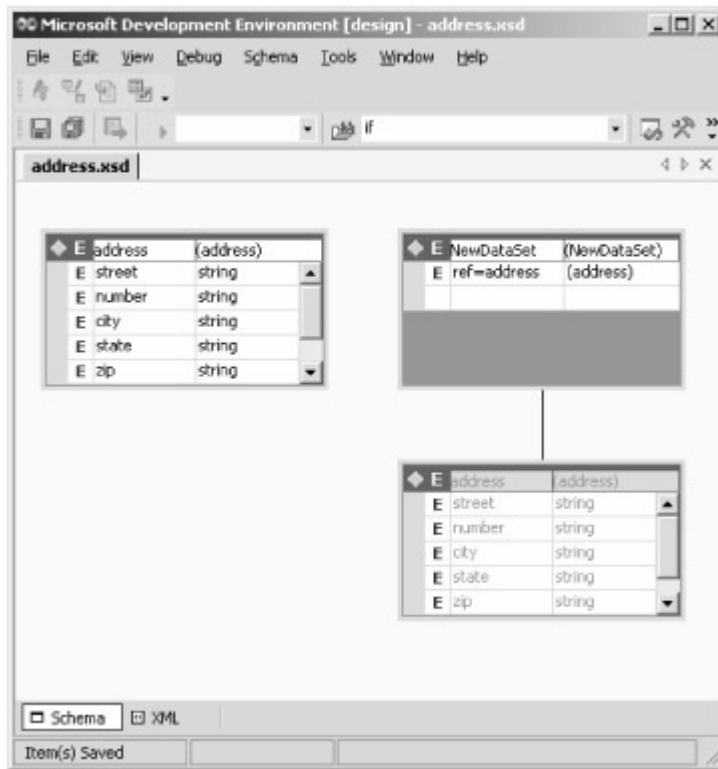 Microsoft Development Environment [design] - address.xsd
File Edit View Debug Schema Tools Window Help
if
address.xsd
E address (address)
E street string
E number string
E city string
E state string
E zip string
E NewDataSet (NewDataSet)
E ref=address (address)
E address (address)
E street string
E number string
E city string
E state string
E zip string
Schema XML
Item(s) Saved